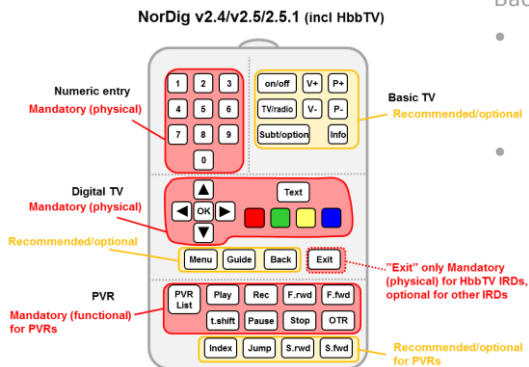 NorDig v2.4/v2.5/2.5.1 (incl HbbTV)
Numeric entry
Mandatory (physical)
1 2 3
4 5 6
7 8 9
0
on/off V+ P+
TV/radio V- P-
Subt/option Info
Basic TV
Recommended/optional
Digital TV
Mandatory (physical)
OK
Text
Recommended/optional
Menu Guide Back Exit
"Exit" only Mandatory
(physical) for HbbTV IRDs,
optional for other IRDs
PVR
Mandatory (functional)
for PVRs
PVR
List
Play Rec F.rwd F.fwd
t.shift Pause Stop OTR
Index Jump S.rwd S.fwd
Recommended/optional
for PVRs